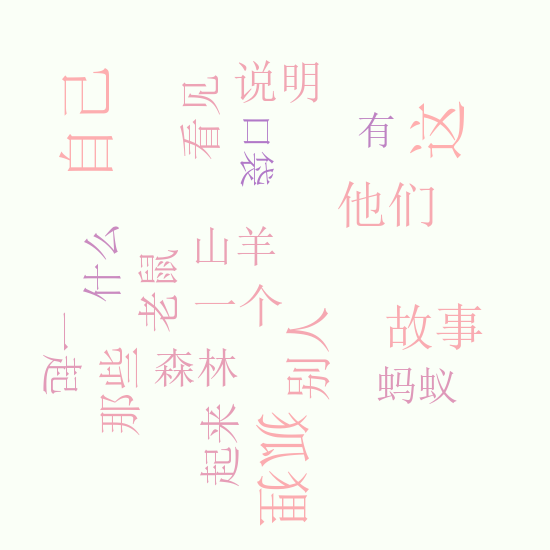 自己
看见
说明
口袋
有
这
他们
什么
老鼠
山羊
一个
别人
故事
一起
那些
森林
蚂蚁
起来
狐狸